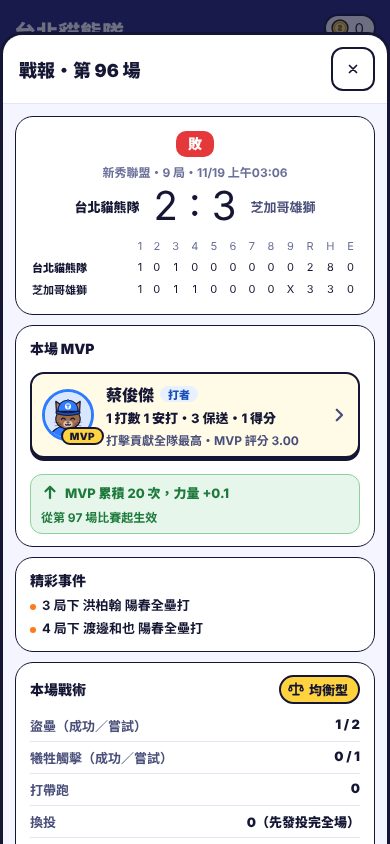 台北貓熊隊
0
戰報・第 96 場
敗
新秀聯盟・9 局・11/19 上午03:06
台北貓熊隊 2 : 3 芝加哥雄獅
1 2 3 4 5 6 7 8 9 R H E
台北貓熊隊 1 0 1 0 0 0 0 0 0 2 8 0
芝加哥雄獅 1 0 1 1 0 0 0 0 X 3 3 0
本場 MVP
蔡俊傑 打者
1 打數 1 安打・3 保送・1 得分
MVP
打擊貢獻全隊最高・MVP 評分 3.00
MVP 累積 20 次，力量 +0.1
從第 97 場比賽起生效
精彩事件
3 局下 洪柏翰 陽春全壘打
4 局下 渡邊和也 陽春全壘打
本場戰術 均衡型
盜壘（成功／嘗試） 1 / 2
犧牲觸擊（成功／嘗試） 0 / 1
打帶跑 0
換投 0（先發投完全場）